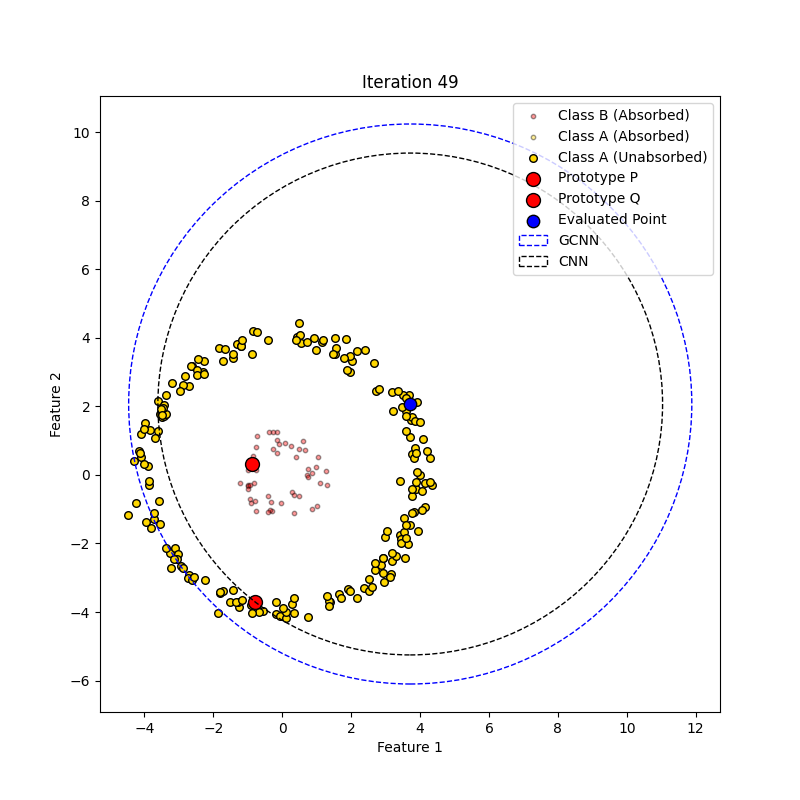 Iteration 49
Class B (Absorbed)
Class A (Absorbed)
Class A (Unabsorbed)
Prototype P
Prototype Q
Evaluated Point
GCNN
CNN
10
8
6
4
2
0
−2
−4
−6
Feature 2
−4 −2 0 2 4 6 8 10 12
Feature 1